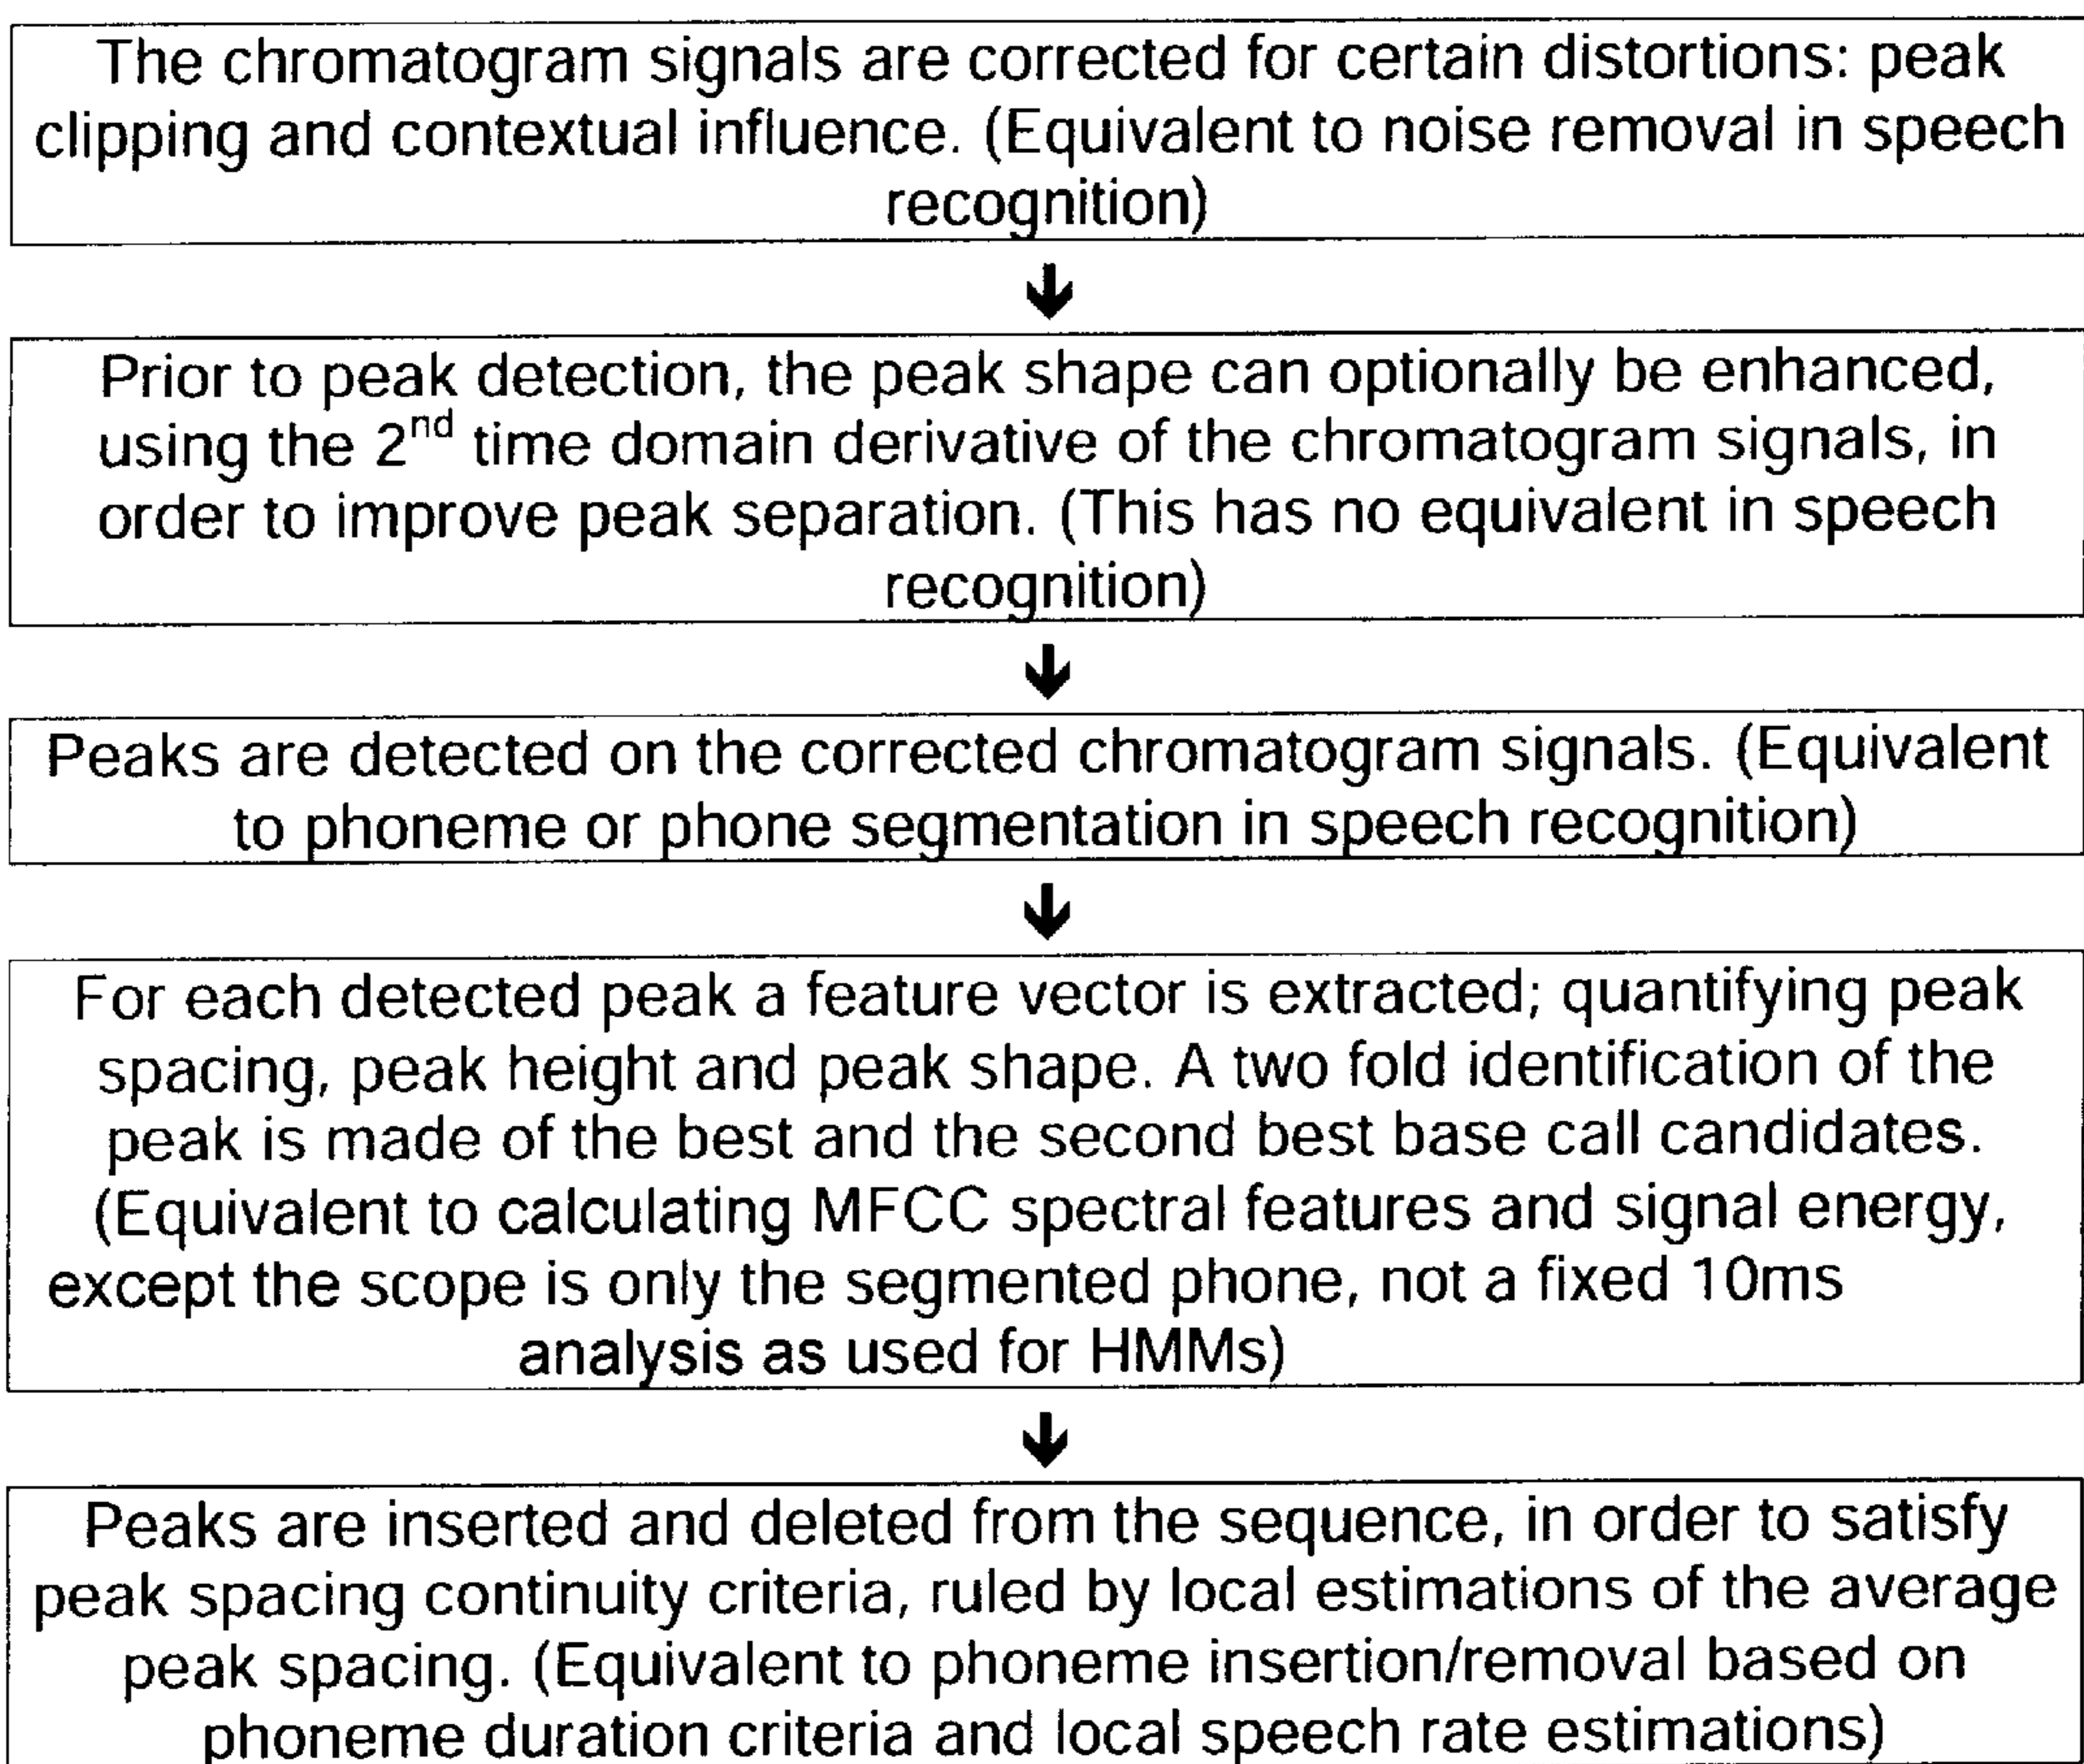 The chromatogram signals are corrected for certain distortions: peak
clipping and contextual influence. (Equivalent to noise removal in speech
recognition)
Prior to peak detection, the peak shape can optionally be enhanced,
using the 2nd time domain derivative of the chromatogram signals, in
order to improve peak separation. (This has no equivalent in speech
recognition)
Peaks are detected on the corrected chromatogram signals. (Equivalent
to phoneme or phone segmentation in speech recognition)
For each detected peak a feature vector is extracted; quantifying peak
spacing, peak height and peak shape. A two fold identification of the
peak is made of the best and the second best base call candidates.
(Equivalent to calculating MFCC spectral features and signal energy,
except the scope is only the segmented phone, not a fixed 10ms
analysis as used for HMMs)
Peaks are inserted and deleted from the sequence, in order to satisfy
peak spacing continuity criteria, ruled by local estimations of the average
peak spacing. (Equivalent to phoneme insertion/removal based on
phoneme duration criteria and local speech rate estimations)